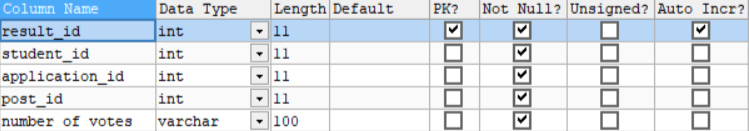 Column Name Data Type Length Default PK? Not Null? Unsigned? Auto Incr?
result_id int 11
student_id int 11
application_id int 11
post_id int 11
number of votes varchar 100